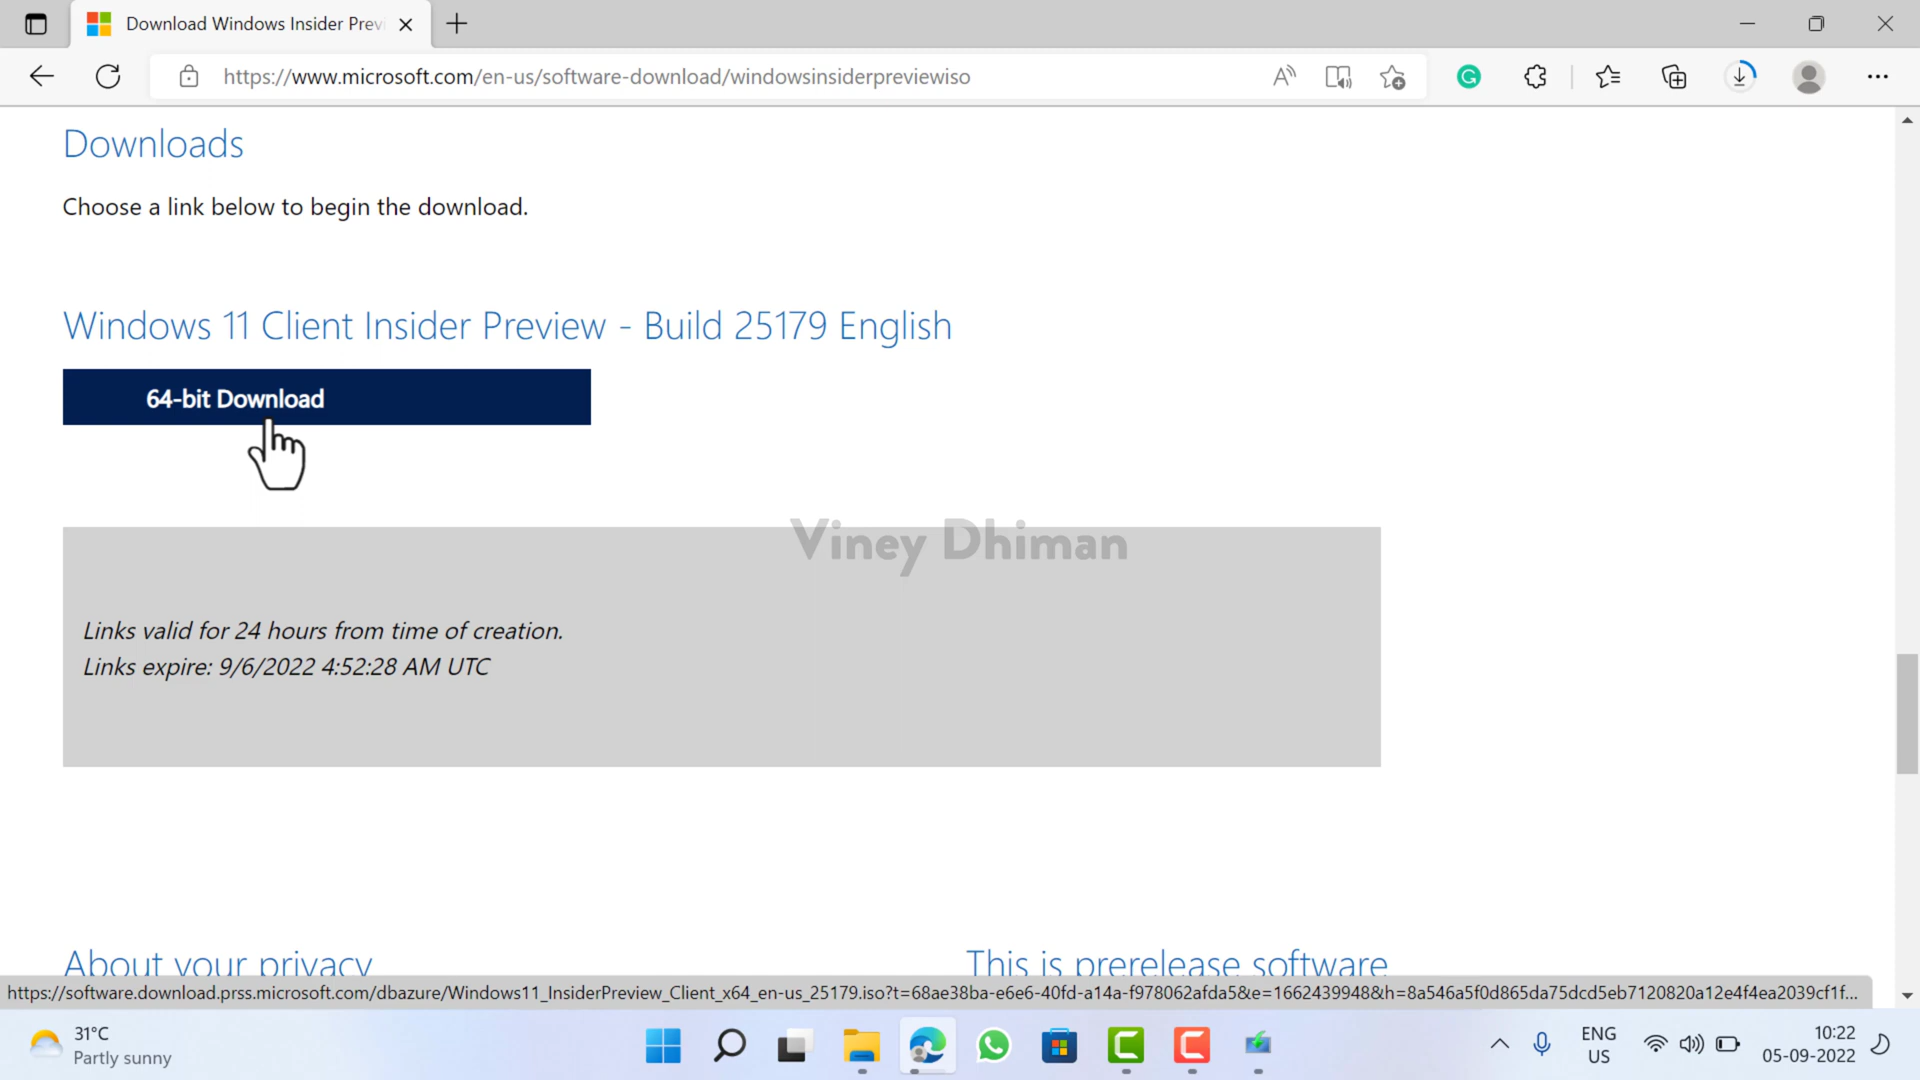 Download Windows Insider Prev
https://www.microsoft.com/en-us/software-download/windowsinsiderpreviewiso
Downloads
Choose a link below to begin the download.
Windows 11 Client Insider Preview - Build 25179 English
64-bit Download
Viney Dhiman
Links valid for 24 hours from time of creation.
Links expire: 9/6/2022 4:52:28 AM UTC
About your privacy
This is prerelease software
https://software.download.prss.microsoft.com/dbazure/Windows11_InsiderPreview_Client_x64_en-us_25179.iso?t=68ae38ba-e6e6-40fd-a14a-f978062afda5&e=1662439948&h=8a546a5f0d865da75dcd5eb7120820a12e4f4ea2039cf1f...
31°C
Partly sunny
ENG
US
10:22
05-09-2022